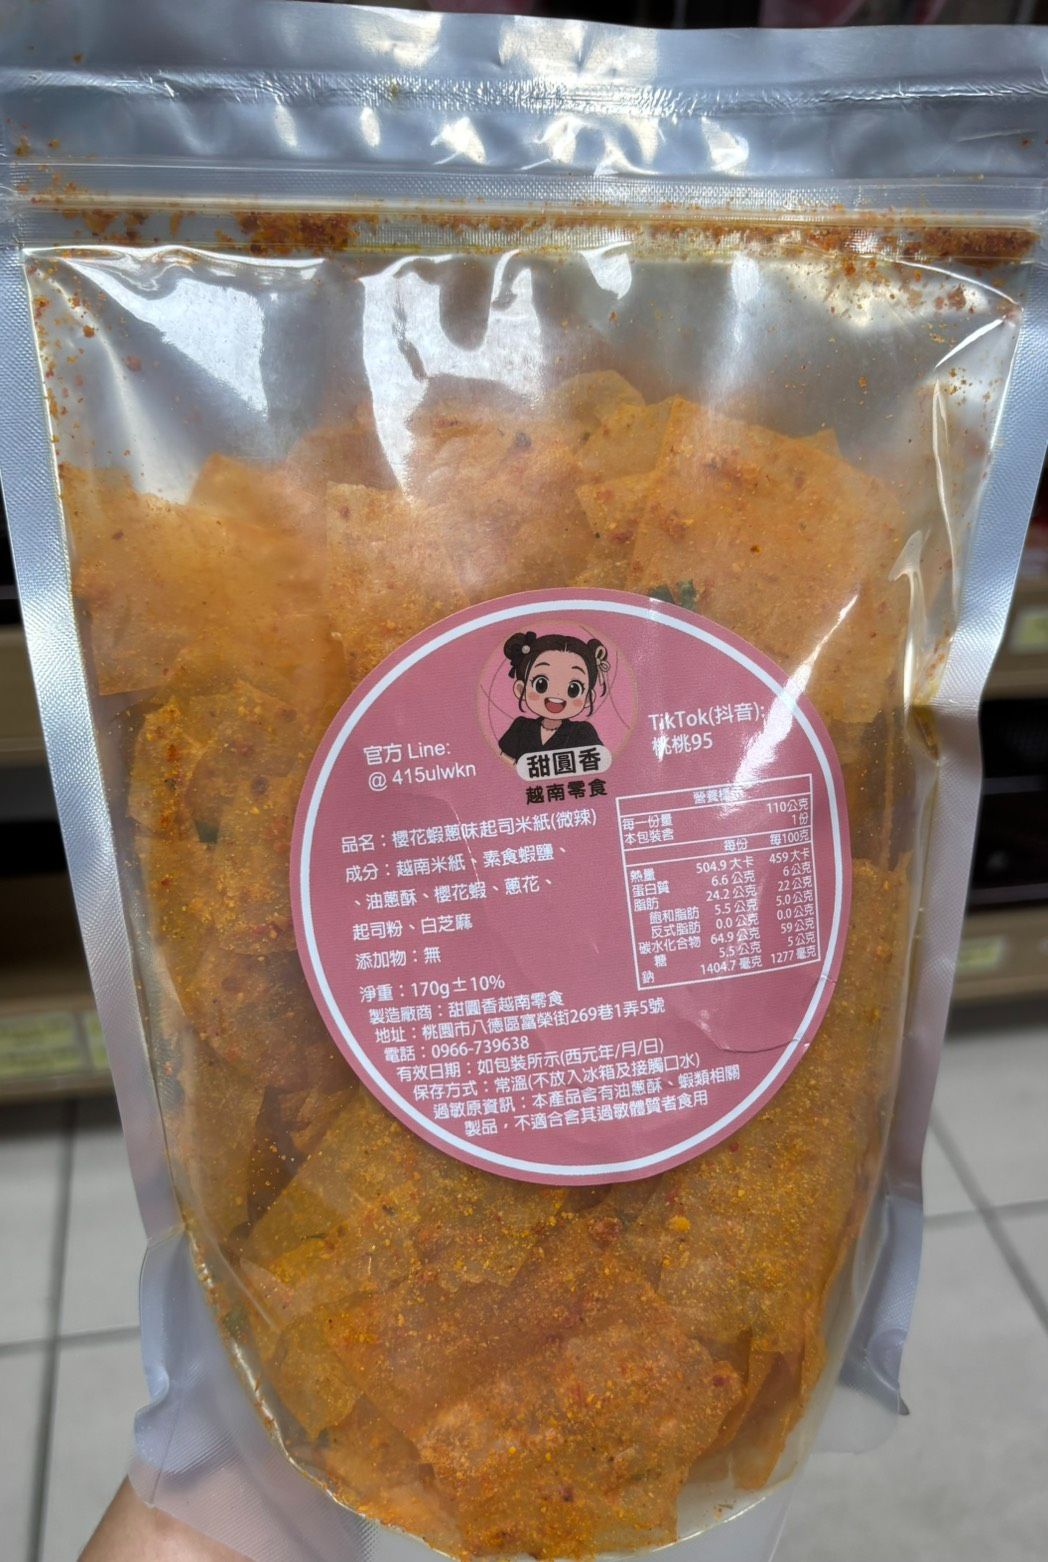 官方 Line:
@ 415ulwkn
甜圓香
越南零食
TikTok(抖音):
桃桃95
品名：櫻花蝦蔥味起司米紙(微辣)
成分：越南米紙、素食蝦鹽、
、油蔥酥、櫻花蝦、蔥花、
起司粉、白芝麻
添加物：無
淨重：170g±10%
製造廠商：甜圓香越南零食
地址：桃園市八德區富榮街269巷1弄5號
電話：0966-739638
有效日期：如包裝所示(西元年/月/日)
保存方式：常溫(不放入冰箱及接觸口水)
過敏原資訊：本產品含有油蔥酥、蝦類相關
製品，不適合含其過敏體質者食用
營養標
每一份量 110公克
本包裝含 1份
每份 每100克
熱量 504.9 大卡 459 大卡
蛋白質 6.6 公克 6公克
脂肪 24.2 公克 22公克
飽和脂肪 5.5 公克 5.0公克
反式脂肪 0.0 公克 0.0公克
碳水化合物 64.9 公克 59公克
糖 5.5公克 5公克
鈉 1404.7 毫克 1277 毫克